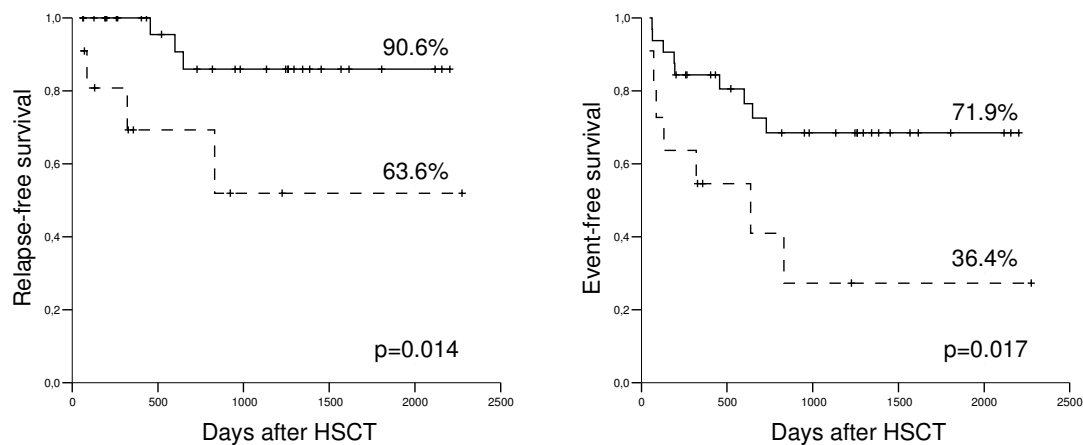 1,0
0,8
0,6
0,4
0,2
0,0
Relapse-free survival
90.6%
63.6%
p=0.014
0 500 1000 1500 2000 2500
Days after HSCT
1,0
0,8
0,6
0,4
0,2
0,0
Event-free survival
71.9%
36.4%
p=0.017
0 500 1000 1500 2000 2500
Days after HSCT